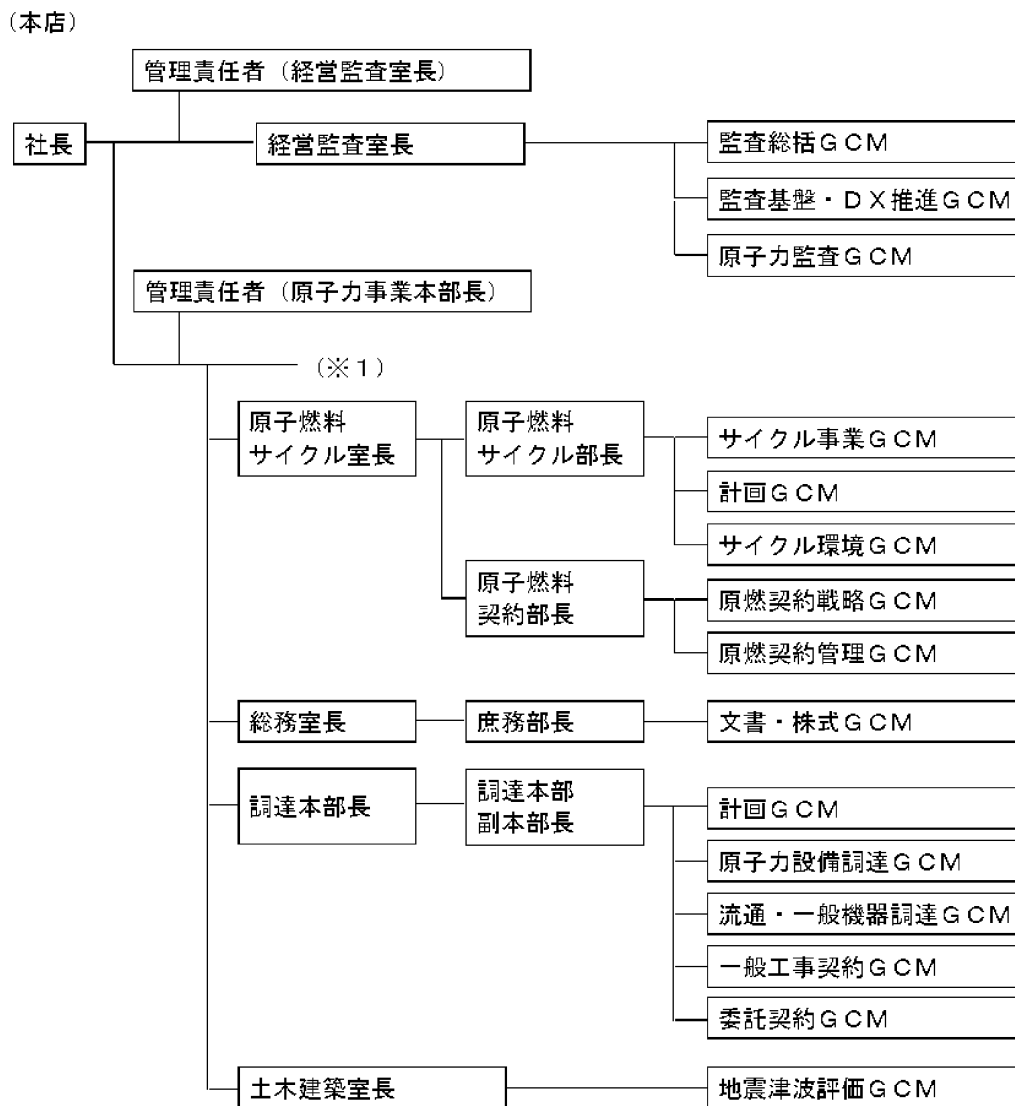 (本店)
管理責任者(経営監査室長)
社長
経営監査室長
監査総括GCM
監査基盤・DX推進GCM
原子力監査GCM
管理責任者(原子力事業本部長)
(※1)
原子燃料
サイクル室長
原子燃料
サイクル部長
サイクル事業GCM
計画GCM
サイクル環境GCM
原子燃料
契約部長
原燃契約戦略GCM
原燃契約管理GCM
総務室長
庶務部長
文書・株式GCM
調達本部長
調達本部
副本部長
計画GCM
原子力設備調達GCM
流通・一般機器調達GCM
一般工事契約GCM
委託契約GCM
土木建築室長
地震津波評価GCM